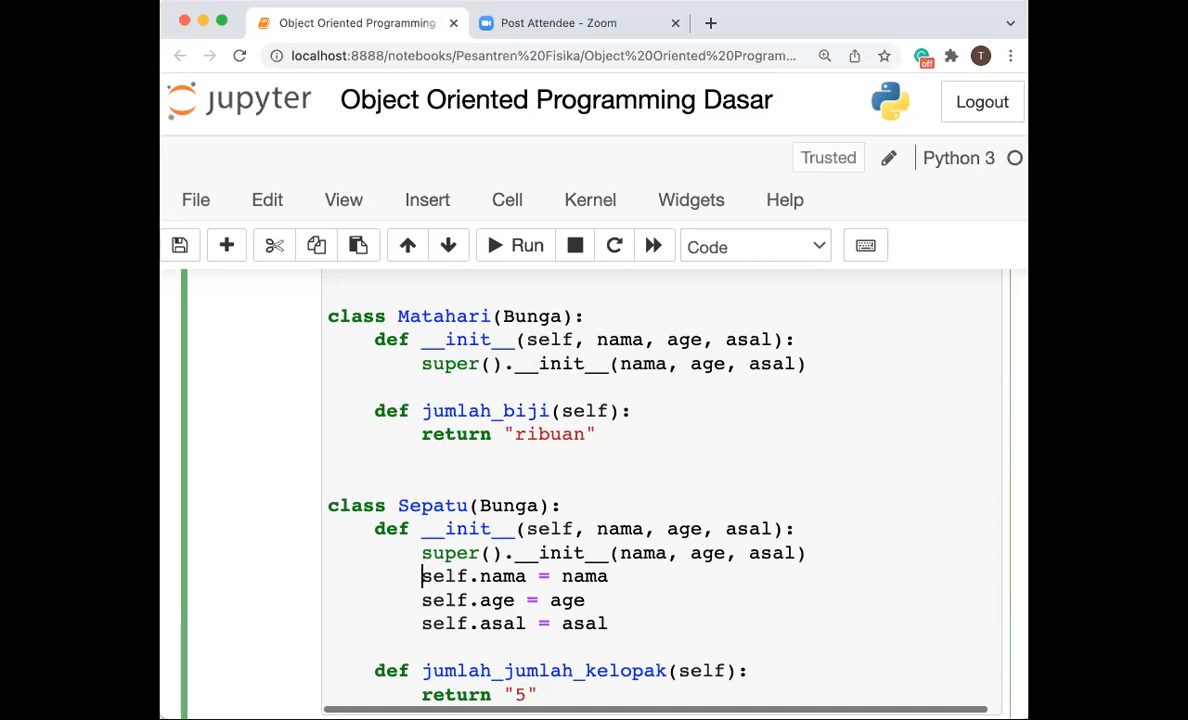 Object Oriented Programming
Post Attendee - Zoom
localhost:8888/notebooks/Pesantren%20Fisika/Object%20Oriented%20Program...
off
T
jupyter
Object Oriented Programming Dasar
Logout
Trusted
Python 3
File Edit View Insert Cell Kernel Widgets Help
Run
Code
class Matahari(Bunga):
def __init__(self, nama, age, asal):
super().__init__(nama, age, asal)
def jumlah_biji(self):
return "ribuan"
class Sepatu(Bunga):
def __init__(self, nama, age, asal):
super().__init__(nama, age, asal)
self.nama = nama
self.age = age
self.asal = asal
def jumlah_jumlah_kelopak(self):
return "5"